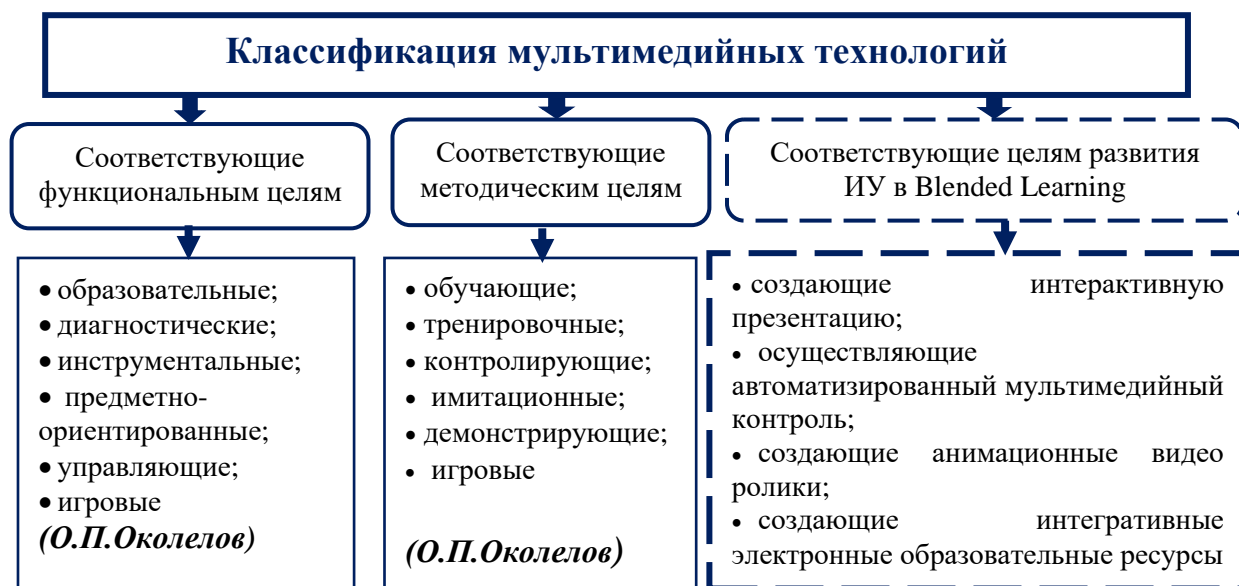 Классификация мультимедийных технологий
Соответствующие
функциональным целям
• образовательные;
• диагностические;
• инструментальные;
• предметно-
ориентированные;
• управляющие;
• игровые
(О.П.Околелов)
Соответствующие
методическим целям
• обучающие;
• тренировочные;
• контролирующие;
• имитационные;
• демонстрирующие;
• игровые
(О.П.Околелов)
Соответствующие целям развития
ИУ в Blended Learning
• создающие интерактивную
презентацию;
• осуществляющие
автоматизированный мультимедийный
контроль;
• создающие анимационные видео
ролики;
• создающие интегративные
электронные образовательные ресурсы